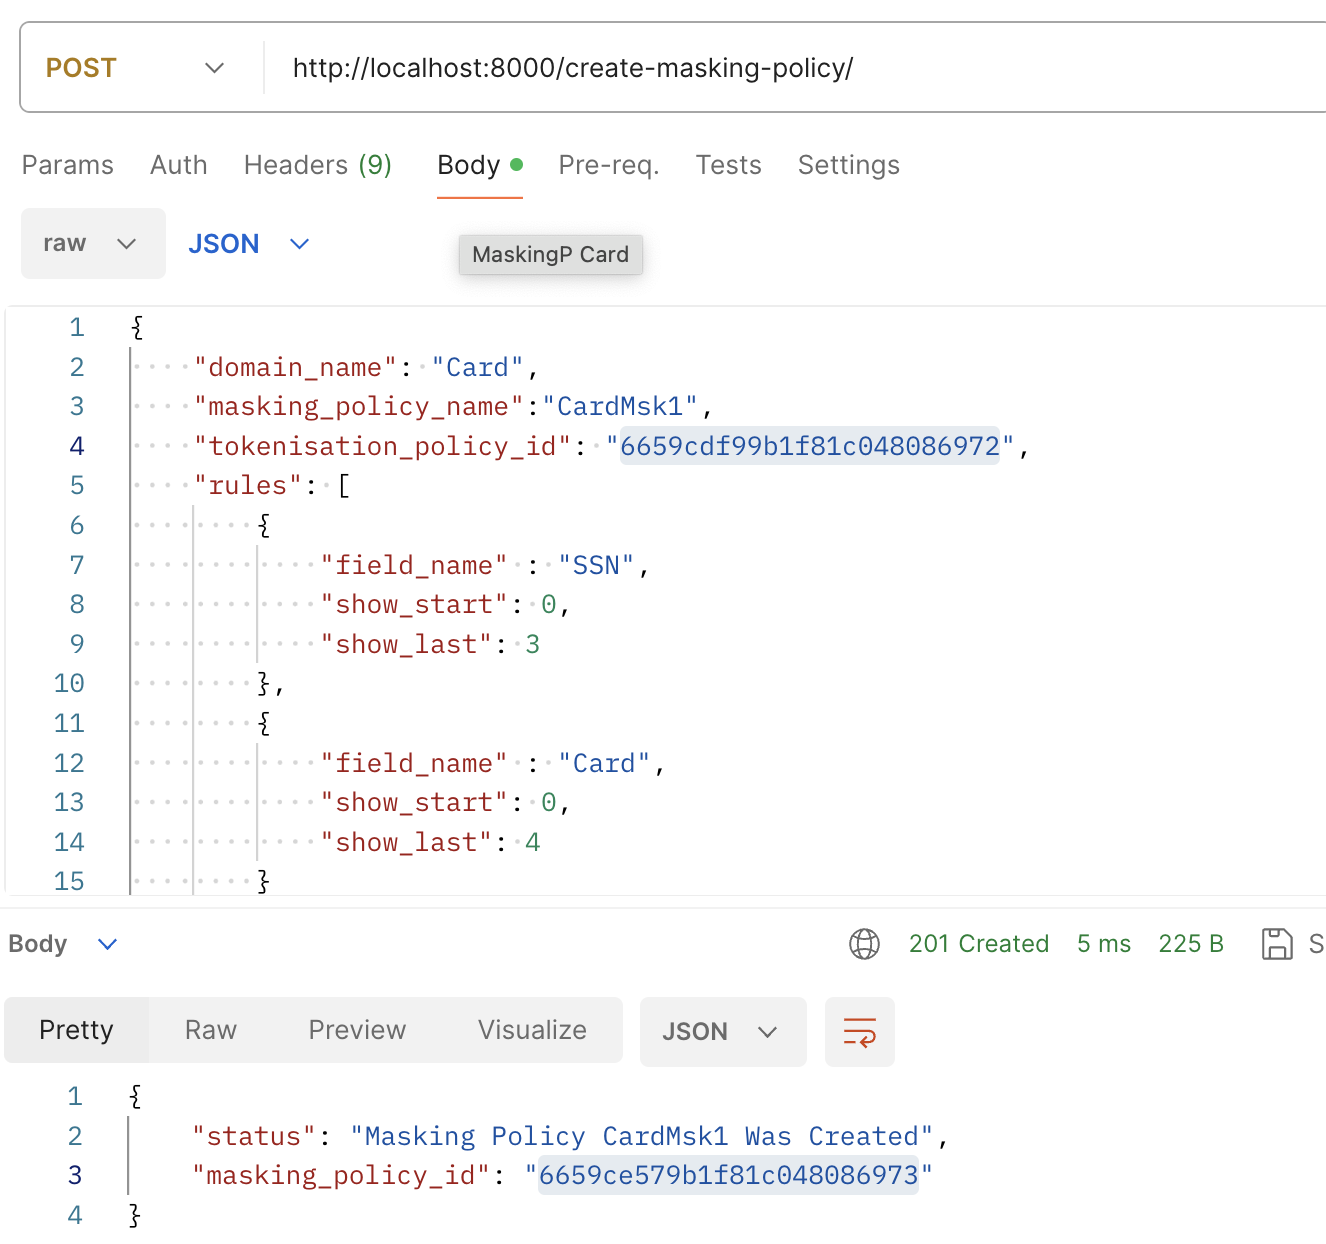 POST http://localhost:8000/create-masking-policy/
Params Auth Headers (9) Body Pre-req. Tests Settings
raw JSON
MaskingP Card
1 {
2 "domain_name": "Card",
3 "masking_policy_name":"CardMsk1",
4 "tokenisation_policy_id": "6659cdf99b1f81c048086972",
5 "rules": [
6 {
7 "field_name" : "SSN",
8 "show_start": 0,
9 "show_last": 3
10 },
11 {
12 "field_name" : "Card",
13 "show_start": 0,
14 "show_last": 4
15 }
Body 201 Created 5 ms 225 B S
Pretty Raw Preview Visualize JSON
1 {
2 "status": "Masking Policy CardMsk1 Was Created",
3 "masking_policy_id": "6659ce579b1f81c048086973"
4 }